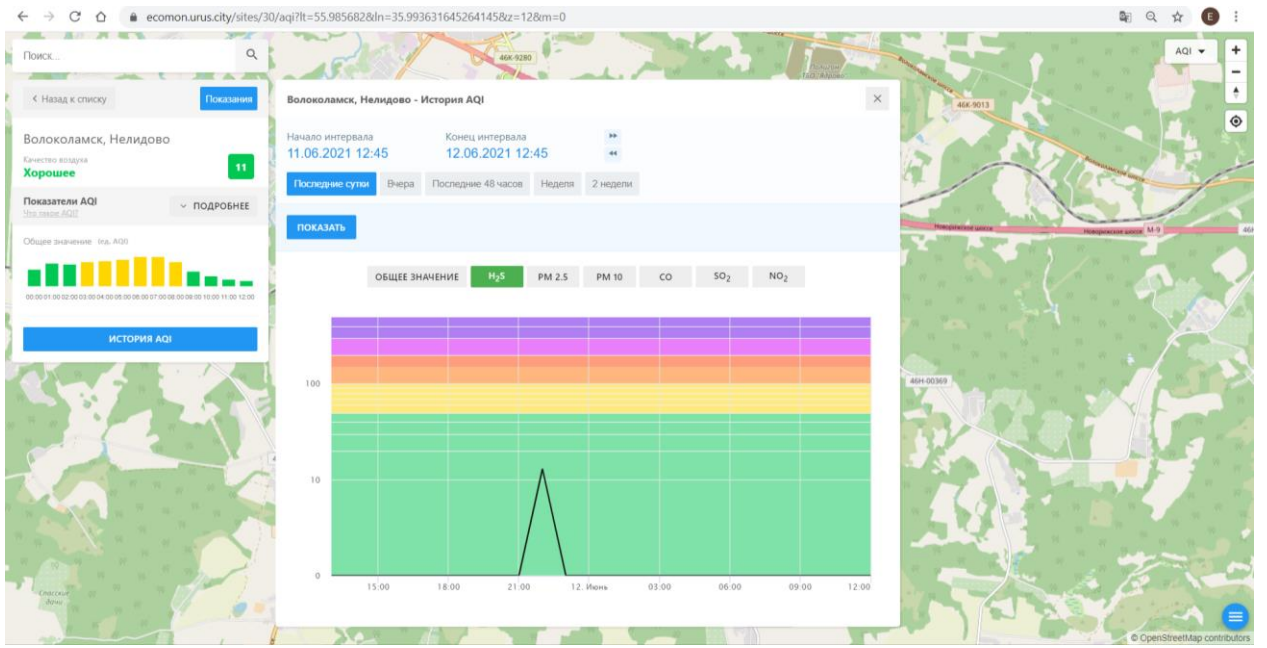 ecomon.urus.city/sites/30/aqi?lt=55.985682&ln=35.993631645264145&z=12&m=0
E
Поиск...
46К-9280
AQI
Назад к списку
Показания
Волоколамск, Нелидово
Качество воздуха
Хорошее
11
Показатели AQI
Что такое AQI?
ПОДРОБНЕЕ
Общее значение (ед. AQI)
00:00 01:00 02:00 03:00 04:00 05:00 06:00 07:00 08:00 09:00 10:00 11:00 12:00
ИСТОРИЯ AQI
Волоколамск, Нелидово - История AQI
Начало интервала
Конец интервала
11.06.2021 12:45
12.06.2021 12:45
Последние сутки
Вчера
Последние 48 часов
Неделя
2 недели
ПОКАЗАТЬ
ОБЩЕЕ ЗНАЧЕНИЕ
H₂S
PM 2.5
PM 10
CO
SO₂
NO₂
100
10
0
15:00
18:00
21:00
12. Июнь
03:00
06:00
09:00
12:00
46К-9013
Волоколамское шоссе
Новорижское шоссе
Новорижское шоссе
М-9
46Н-00369
Спасские
дачи
© OpenStreetMap contributors